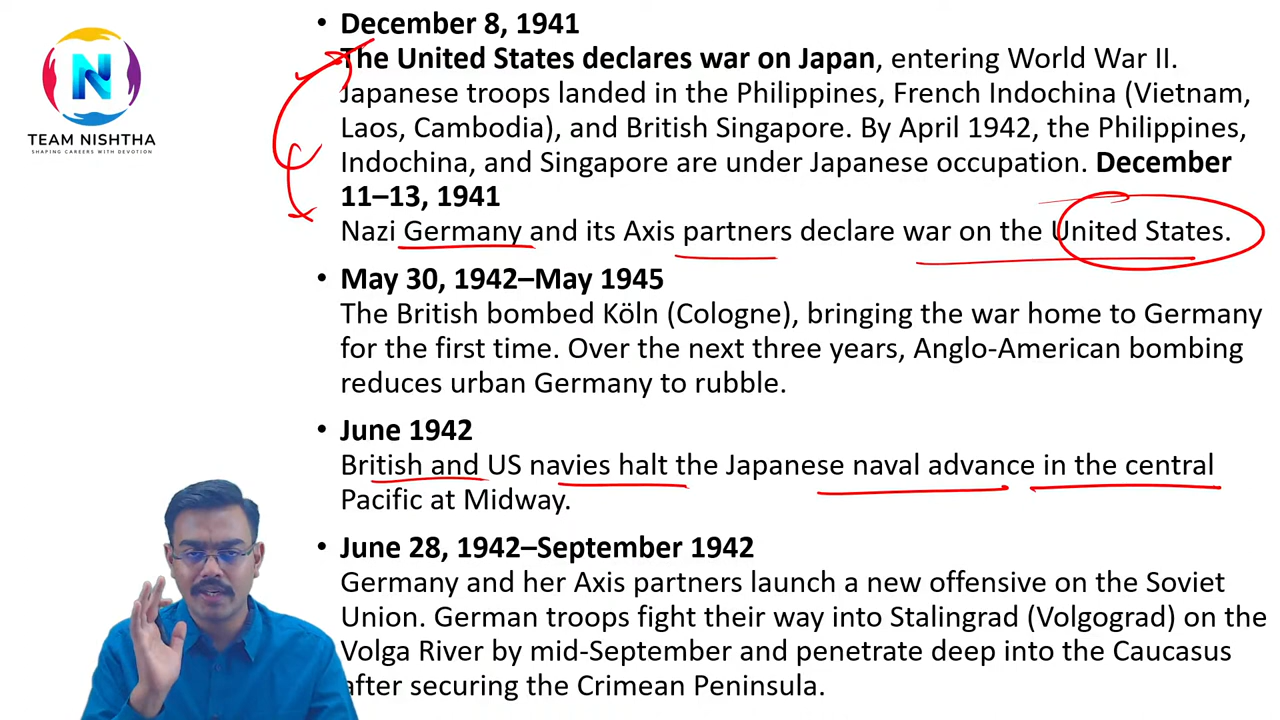 N
TEAM NISHTHA
SHAPING CAREERS WITH DEVOTION
• December 8, 1941
The United States declares war on Japan, entering World War II.
Japanese troops landed in the Philippines, French Indochina (Vietnam,
Laos, Cambodia), and British Singapore. By April 1942, the Philippines,
Indochina, and Singapore are under Japanese occupation. December
11–13, 1941
Nazi Germany and its Axis partners declare war on the United States.
• May 30, 1942–May 1945
The British bombed Köln (Cologne), bringing the war home to Germany
for the first time. Over the next three years, Anglo-American bombing
reduces urban Germany to rubble.
• June 1942
British and US navies halt the Japanese naval advance in the central
Pacific at Midway.
• June 28, 1942–September 1942
Germany and her Axis partners launch a new offensive on the Soviet
Union. German troops fight their way into Stalingrad (Volgograd) on the
Volga River by mid-September and penetrate deep into the Caucasus
after securing the Crimean Peninsula.